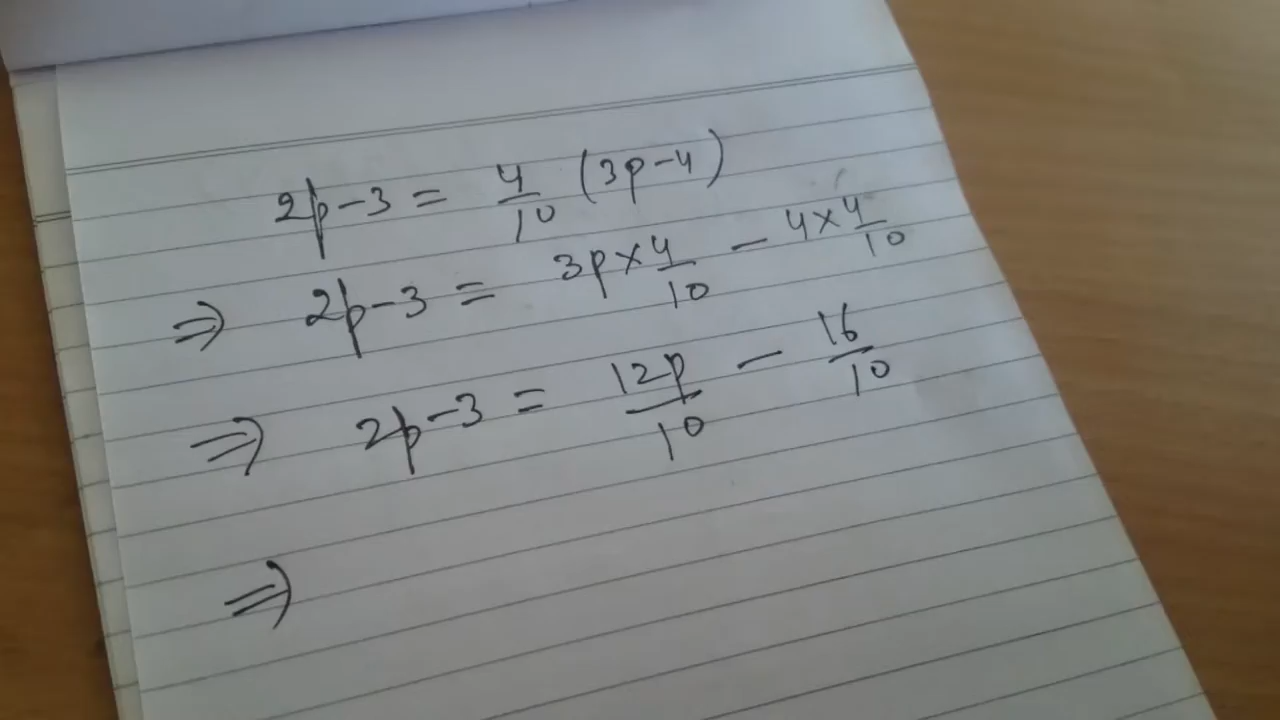 2p-3 = 4/10 (3p-4)
⇒ 2p-3 = 3p×4/10 - 4×4/10
⇒ 2p-3 = 12p/10 - 16/10
⇒